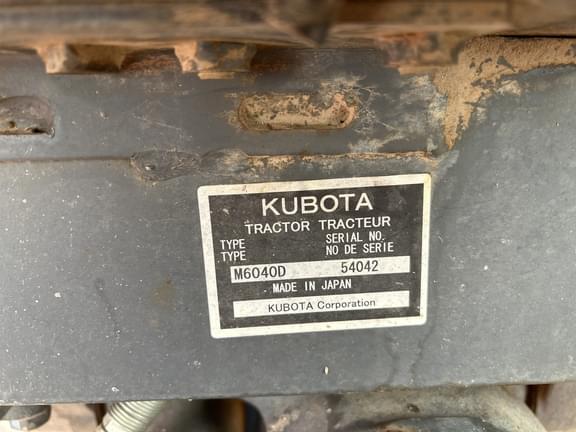 KUBOTA
TRACTOR TRACTEUR
TYPE SERIAL NO.
TYPE NO DE SERIE
M6040D 54042
MADE IN JAPAN
KUBOTA Corporation